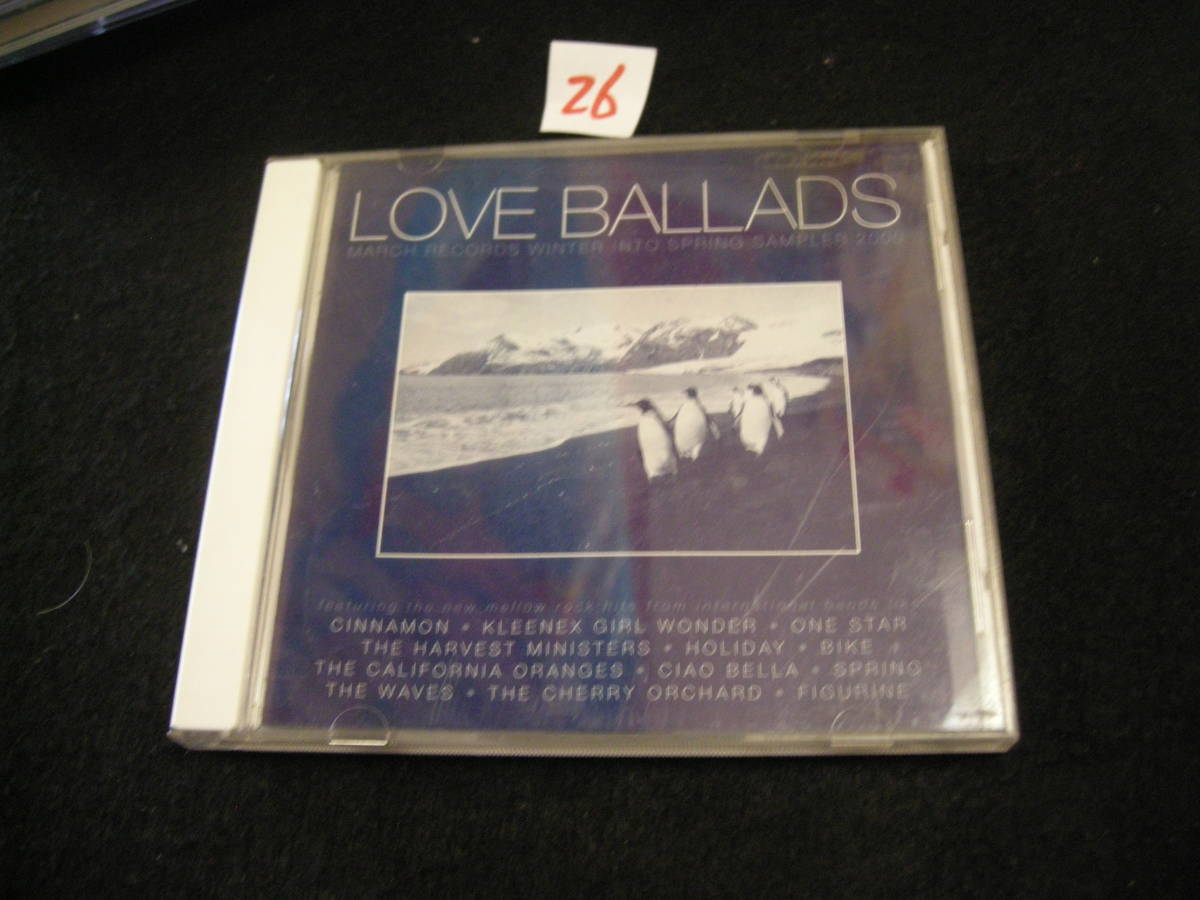 26
LOVE BALLADS
MARCH RECORDS WINTER INTO SPRING SAMPLER 2000
featuring the new mellow rock hits from international bands like
CINNAMON • KLEENEX GIRL WONDER • ONE STAR
THE HARVEST MINISTERS • HOLIDAY • BIKE •
THE CALIFORNIA ORANGES • CIAO BELLA • SPRING
THE WAVES • THE CHERRY ORCHARD • FIGURINE